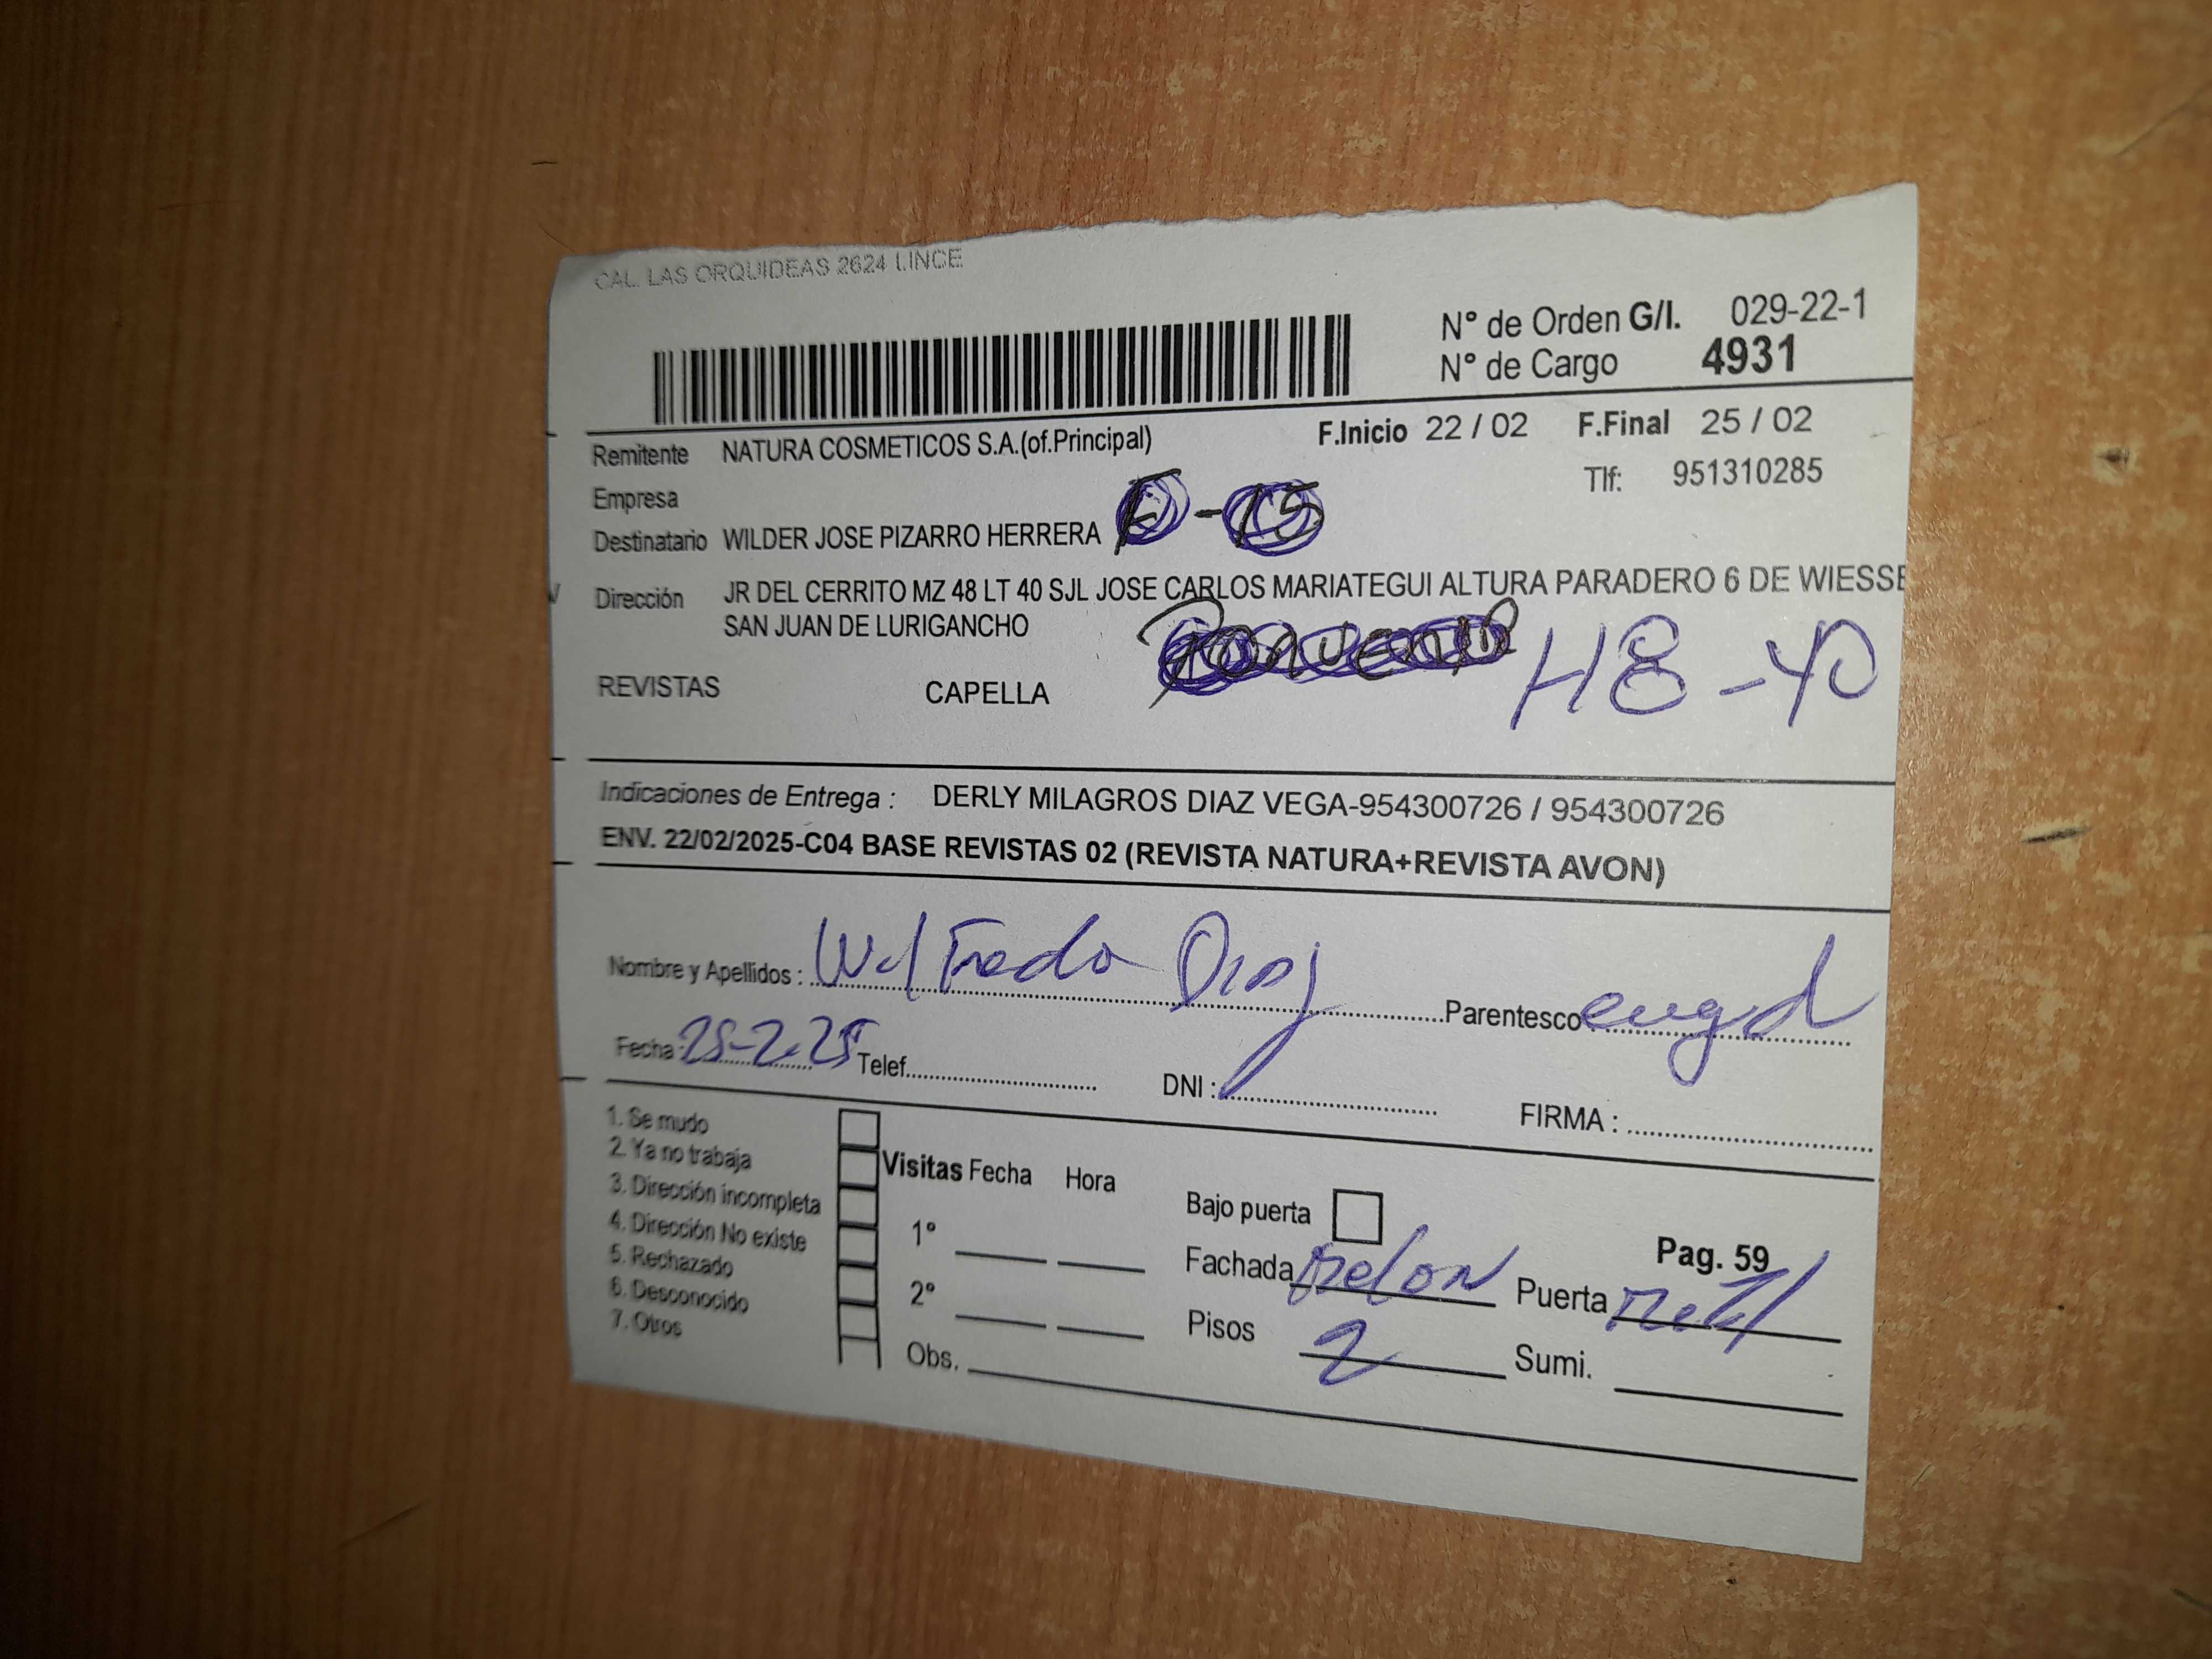 CAL. LAS ORQUIDEAS 2624 LINCE
N° de Orden G/I. 029-22-1
N° de Cargo 4931
Remitente NATURA COSMETICOS S.A.(of.Principal) F.Inicio 22 / 02 F.Final 25 / 02
Empresa Tlf: 951310285
Destinatario WILDER JOSE PIZARRO HERRERA E-15
Dirección JR DEL CERRITO MZ 48 LT 40 SJL JOSE CARLOS MARIATEGUI ALTURA PARADERO 6 DE WIESSE
SAN JUAN DE LURIGANCHO
H8-40
REVISTAS CAPELLA
Indicaciones de Entrega : DERLY MILAGROS DIAZ VEGA-954300726 / 954300726
ENV. 22/02/2025-C04 BASE REVISTAS 02 (REVISTA NATURA+REVISTA AVON)
Nombre y Apellidos : Wilfredo Diaz Parentesco
Fecha : 25-2-25 Telef. DNI : FIRMA :
1. Se mudo
2. Ya no trabaja
3. Dirección incompleta
4. Dirección No existe
5. Rechazado
6. Desconocido
7. Otros
Visitas Fecha Hora
1°
2°
Obs.
Bajo puerta
Pag. 59
Fachada melon Puerta metal
Pisos 2 Sumi.